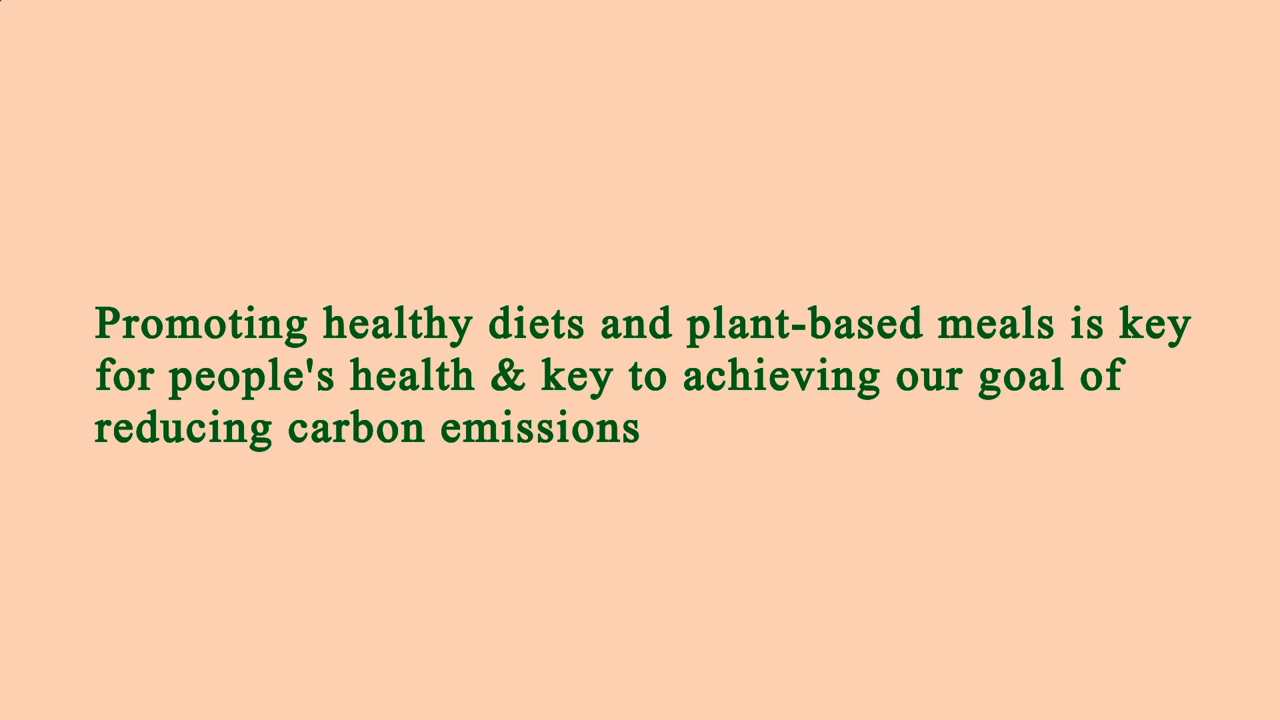 Promoting healthy diets and plant-based meals is key
for people's health & key to achieving our goal of
reducing carbon emissions